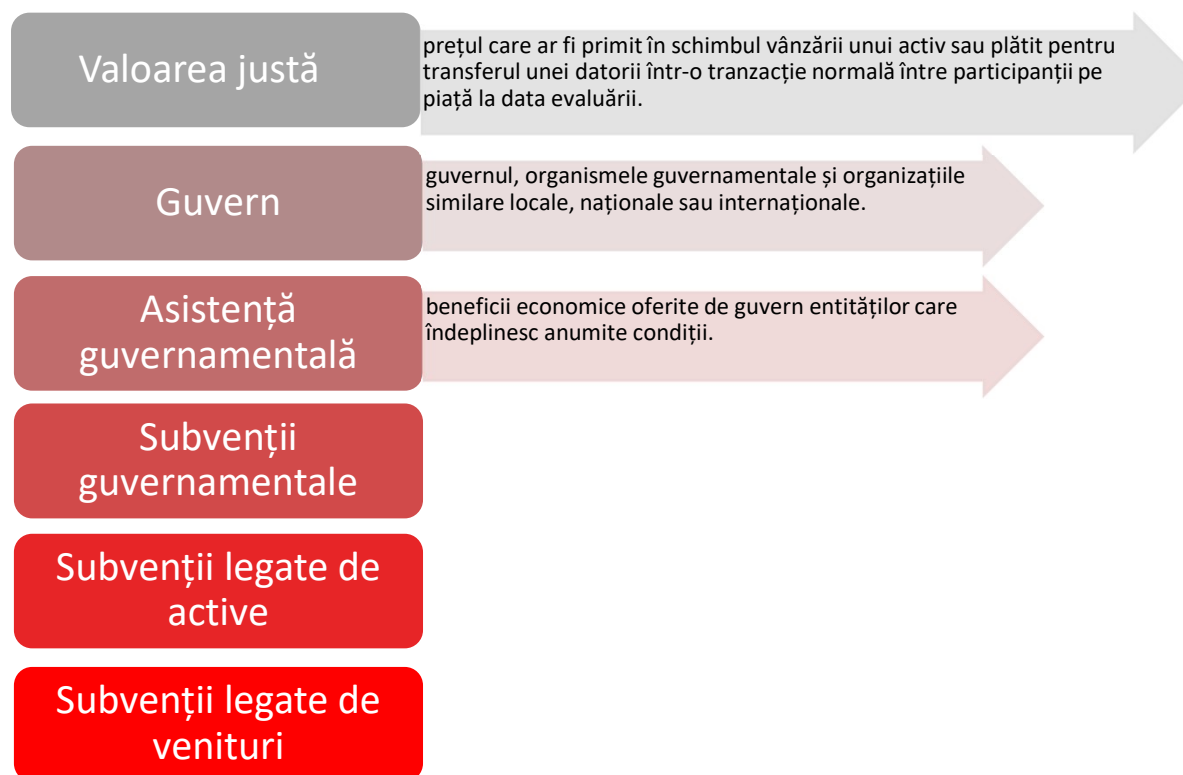 Valoarea justă
prețul care ar fi primit în schimbul vânzării unui activ sau plătit pentru
transferul unei datorii într-o tranzacție normală între participanții pe
piață la data evaluării.
Guvern
guvernul, organismele guvernamentale și organizațiile
similare locale, naționale sau internaționale.
Asistență
guvernamentală
beneficii economice oferite de guvern entităților care
îndeplinesc anumite condiții.
Subvenții
guvernamentale
Subvenții legate de
active
Subvenții legate de
venituri